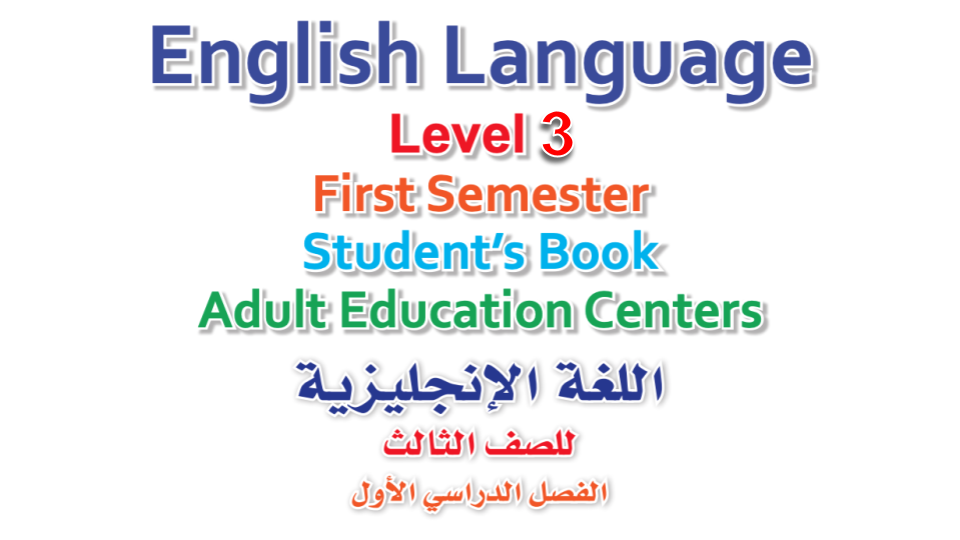 English Language
Level 3
First Semester
Student’s Book
Adult Education Centers
اللغة الإنجليزية
للصف الثالث
الفصل الدراسي الأول